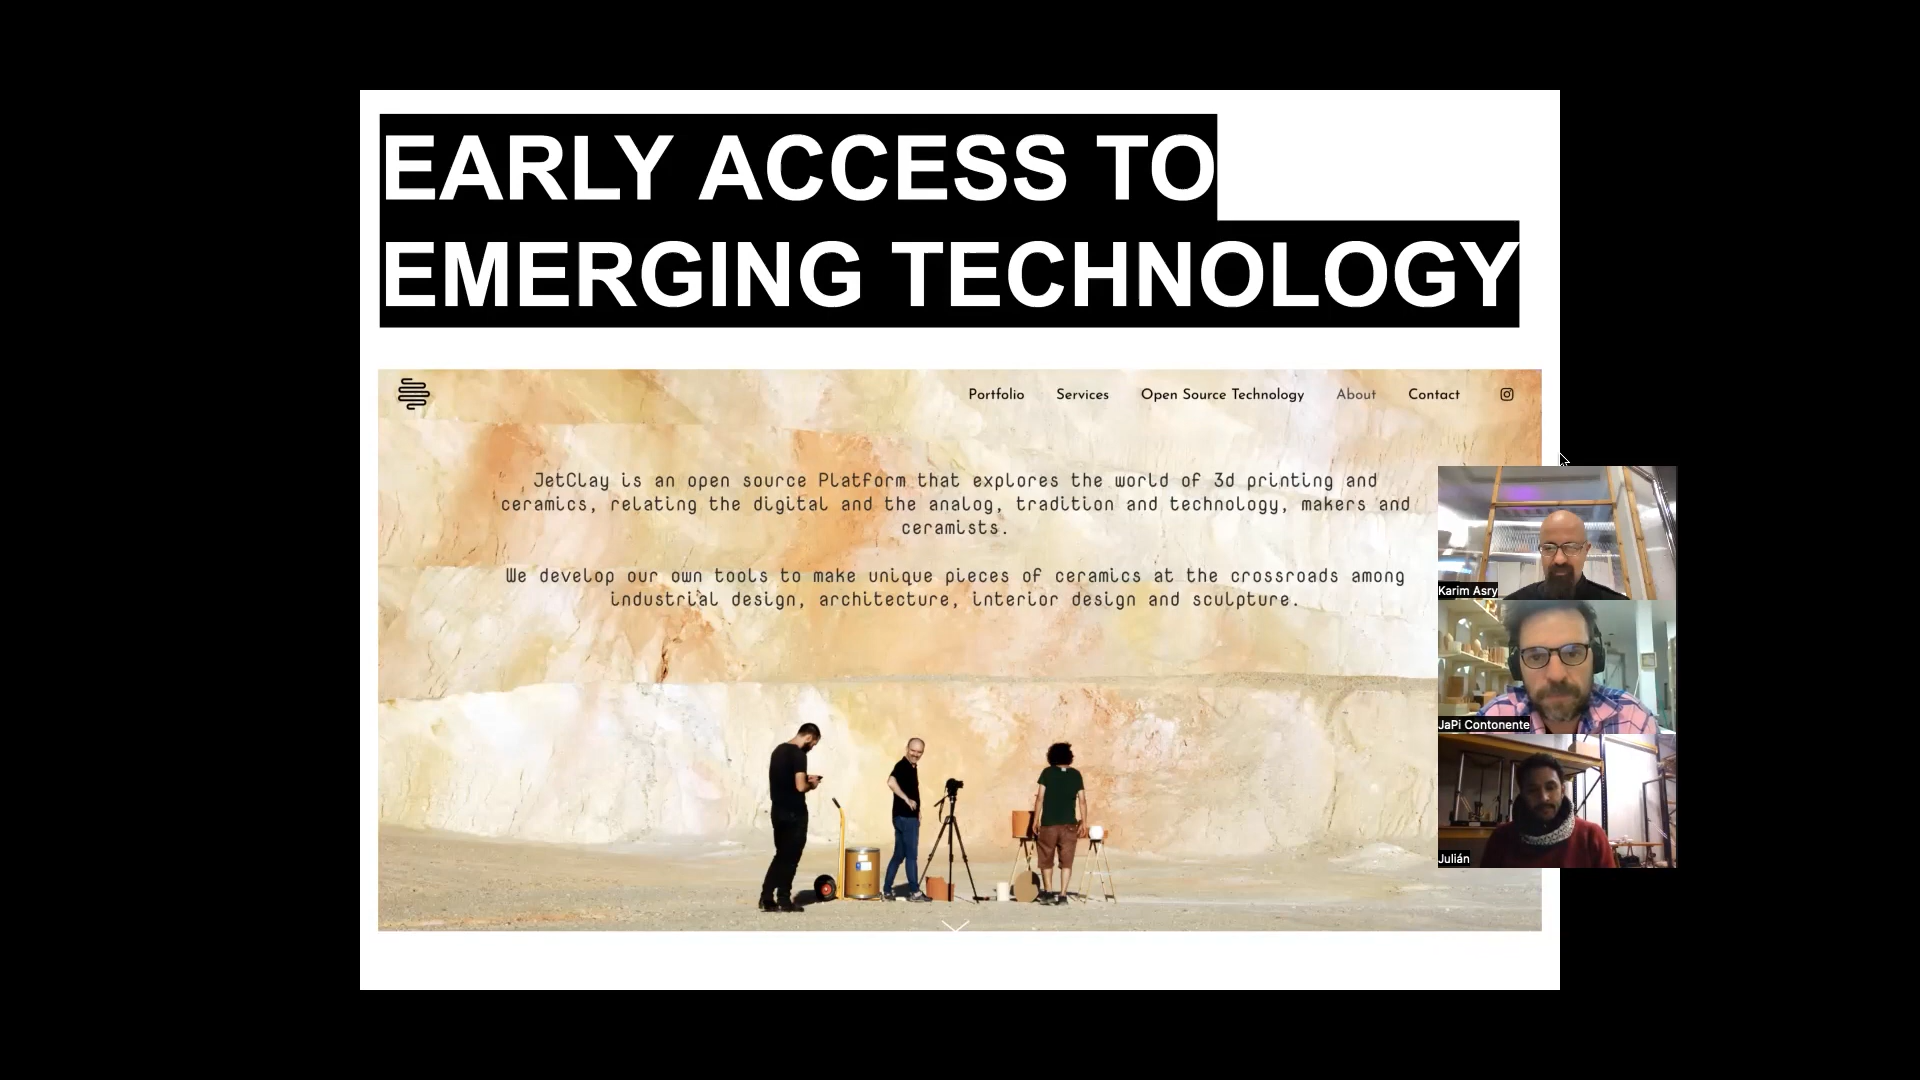 EARLY ACCESS TO
EMERGING TECHNOLOGY
Portfolio Services Open Source Technology About Contact
JetClay is an open source Platform that explores the world of 3d printing and
ceramics, relating the digital and the analog, tradition and technology, makers and
ceramists.
We develop our own tools to make unique pieces of ceramics at the crossroads among
industrial design, architecture, interior design and sculpture.
Karim Asry
JaPi Contonente
Julián